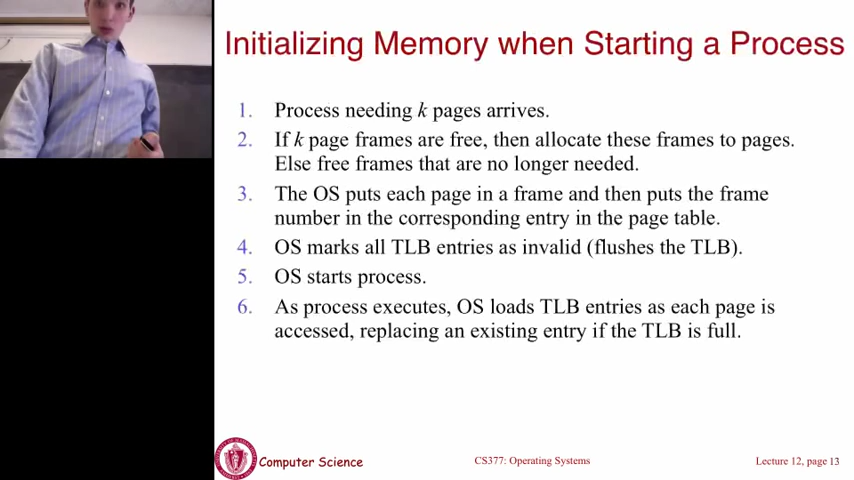 Initializing Memory when Starting a Process
1. Process needing k pages arrives.
2. If k page frames are free, then allocate these frames to pages.
Else free frames that are no longer needed.
3. The OS puts each page in a frame and then puts the frame
number in the corresponding entry in the page table.
4. OS marks all TLB entries as invalid (flushes the TLB).
5. OS starts process.
6. As process executes, OS loads TLB entries as each page is
accessed, replacing an existing entry if the TLB is full.
Computer Science
CS377: Operating Systems
Lecture 12, page 13